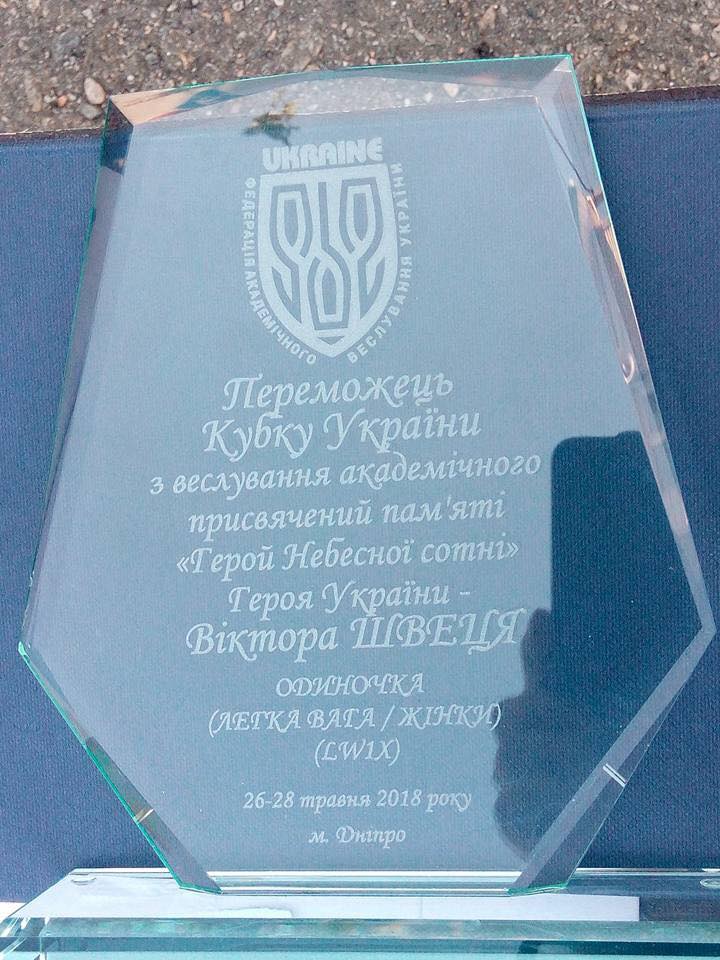 UKRAINE
ФЕДЕРАЦІЯ АКАДЕМІЧНОГО ВЕСЛУВАННЯ УКРАЇНИ
Переможець
Кубку України
з веслування академічного
присвячений пам'яті
«Герой Небесної сотні»
Героя України -
Віктора ШВЕЦЯ
ОДИНОЧКА
(ЛЕГКА ВАГА / ЖІНКИ)
(LW1X)
26-28 травня 2018 року
м. Дніпро